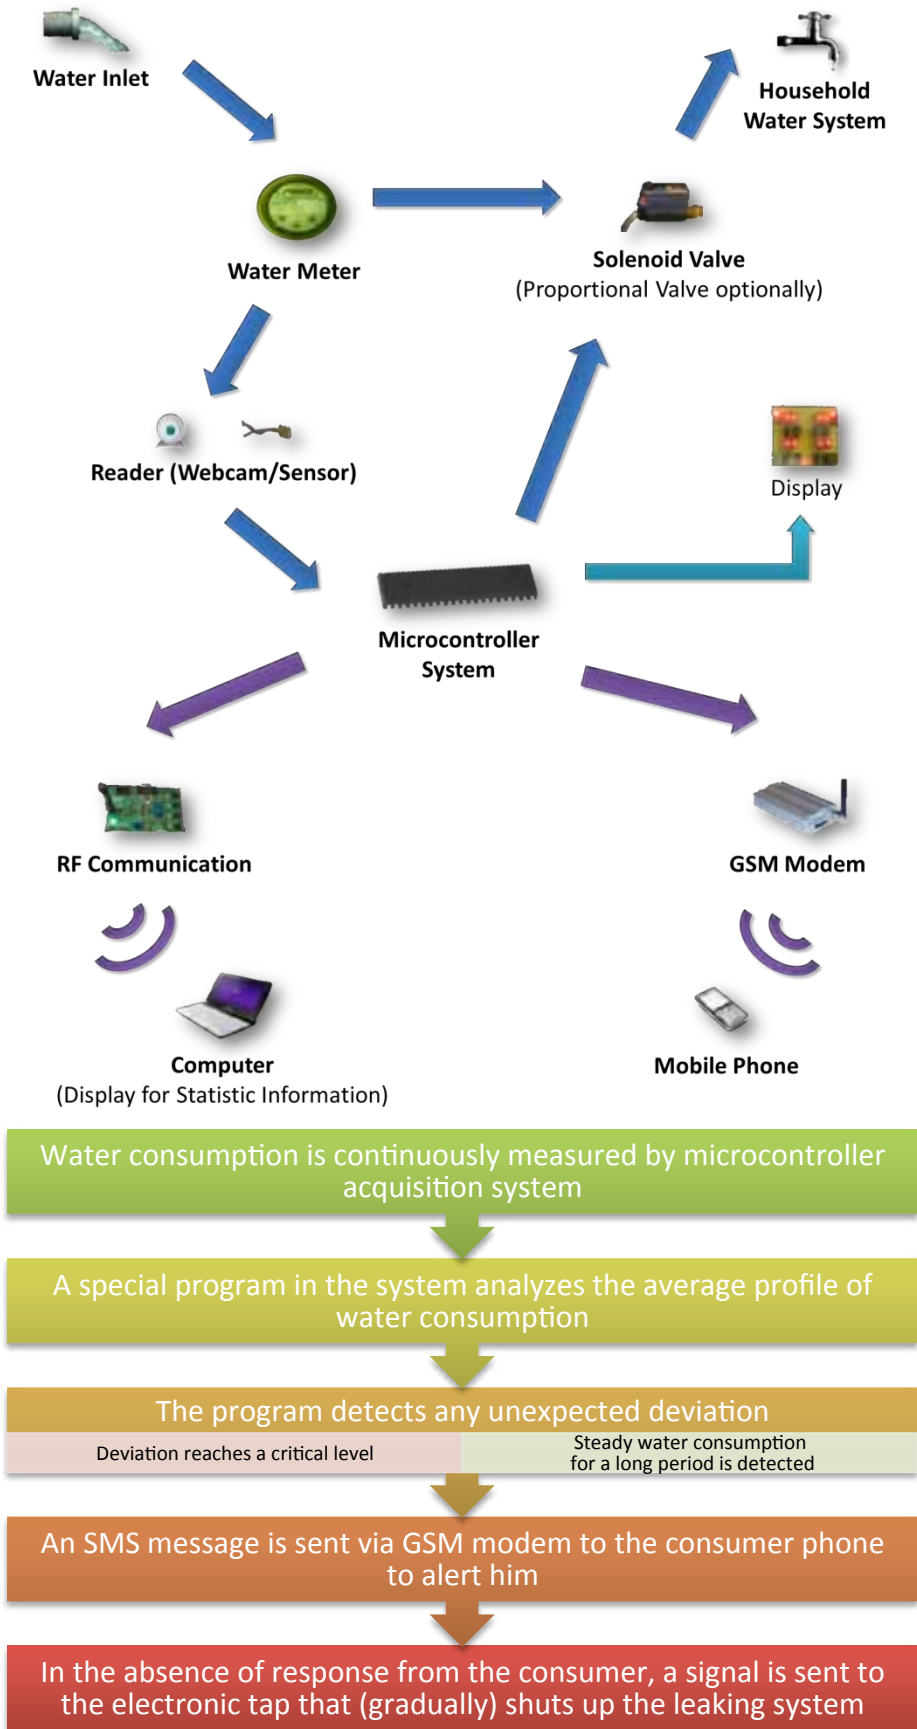 Water Inlet
Household
Water System
Water Meter
Solenoid Valve
(Proportional Valve optionally)
Reader (Webcam/Sensor)
Display
Microcontroller
System
RF Communication
GSM Modem
Computer
(Display for Statistic Information)
Mobile Phone
Water consumption is continuously measured by microcontroller
acquisition system
A special program in the system analyzes the average profile of
water consumption
The program detects any unexpected deviation
Deviation reaches a critical level
Steady water consumption
for a long period is detected
An SMS message is sent via GSM modem to the consumer phone
to alert him
In the absence of response from the consumer, a signal is sent to
the electronic tap that (gradually) shuts up the leaking system